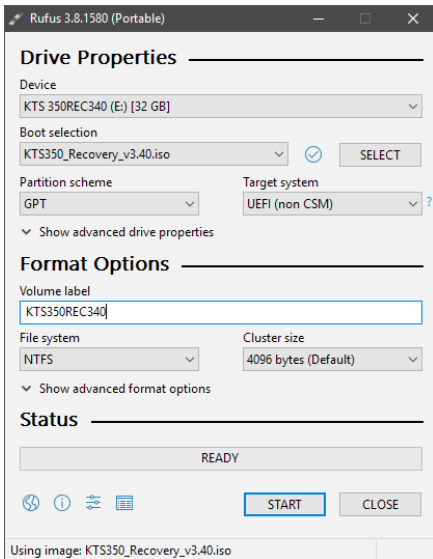 Rufus 3.8.1580 (Portable)
Drive Properties
Device
KTS 350REC340 (E:) [32 GB]
Boot selection
KTS350_Recovery_v3.40.iso SELECT
Partition scheme Target system
GPT UEFI (non CSM) ?
Show advanced drive properties
Format Options
Volume label
KTS350REC340
File system Cluster size
NTFS 4096 bytes (Default)
Show advanced format options
Status
READY
START CLOSE
Using image: KTS350_Recovery_v3.40.iso